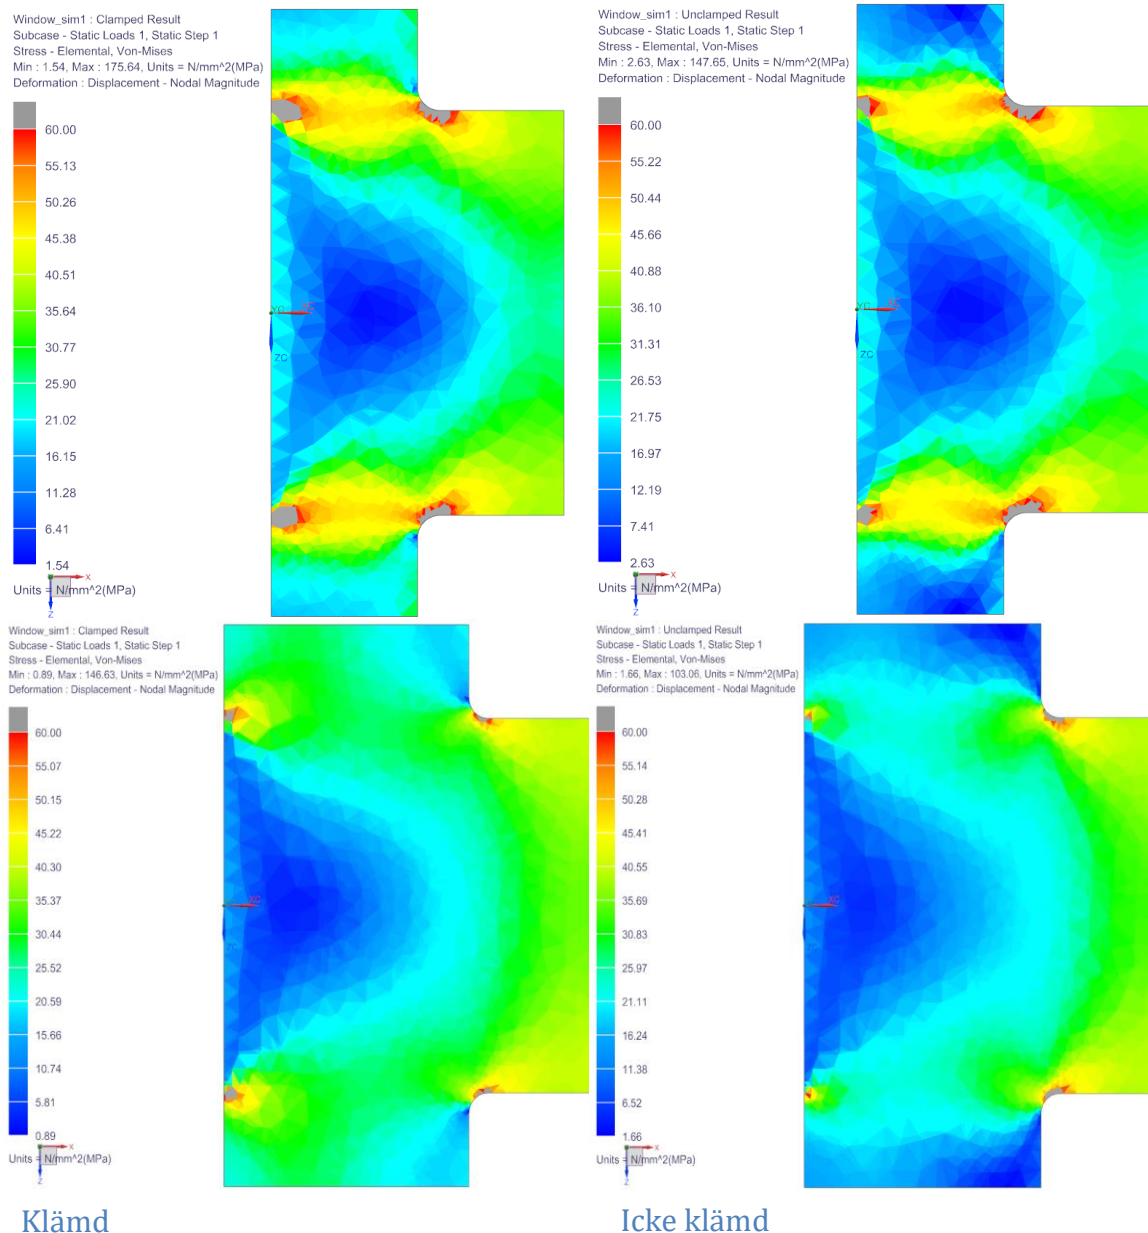 Window_sim1 : Clamped Result
Subcase - Static Loads 1, Static Step 1
Stress - Elemental, Von-Mises
Min : 1.54, Max : 175.64, Units = N/mm^2(MPa)
Deformation : Displacement - Nodal Magnitude
60.00
55.13
50.26
45.38
40.51
35.64
30.77
25.90
21.02
16.15
11.28
6.41
1.54
Units = N/mm^2(MPa)
X
Z
YC
XC
ZC
Window_sim1 : Unclamped Result
Subcase - Static Loads 1, Static Step 1
Stress - Elemental, Von-Mises
Min : 2.63, Max : 147.65, Units = N/mm^2(MPa)
Deformation : Displacement - Nodal Magnitude
60.00
55.22
50.44
45.66
40.88
36.10
31.31
26.53
21.75
16.97
12.19
7.41
2.63
Units = N/mm^2(MPa)
X
Z
YC
XC
ZC
Window_sim1 : Clamped Result
Subcase - Static Loads 1, Static Step 1
Stress - Elemental, Von-Mises
Min : 0.89, Max : 146.63, Units = N/mm^2(MPa)
Deformation : Displacement - Nodal Magnitude
60.00
55.07
50.15
45.22
40.30
35.37
30.44
25.52
20.59
15.66
10.74
5.81
0.89
Units = N/mm^2(MPa)
X
Z
XC
ZC
Window_sim1 : Unclamped Result
Subcase - Static Loads 1, Static Step 1
Stress - Elemental, Von-Mises
Min : 1.66, Max : 103.06, Units = N/mm^2(MPa)
Deformation : Displacement - Nodal Magnitude
60.00
55.14
50.28
45.41
40.55
35.69
30.83
25.97
21.11
16.24
11.38
6.52
1.66
Units = N/mm^2(MPa)
X
Z
XC
Klämd
Icke klämd